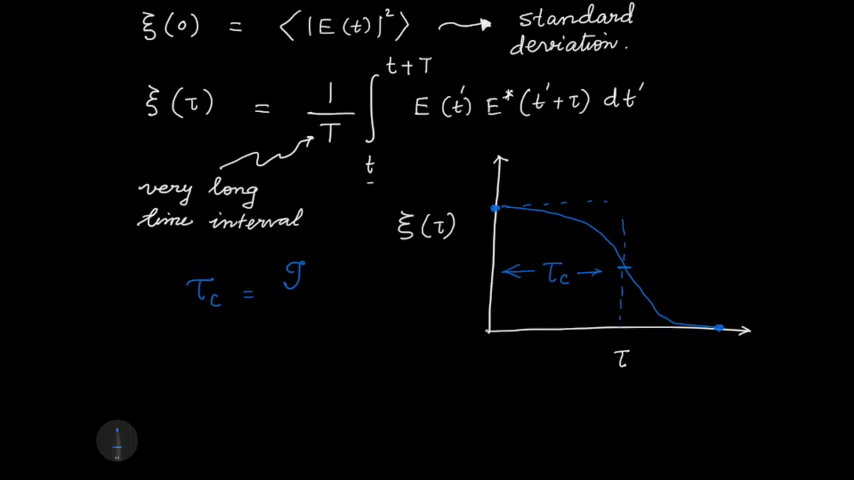 ξ(0) = ⟨|E(t)|²⟩ → standard
deviation.
ξ(τ) = 1/T ∫ₜ^{t+T} E(t') E*(t'+τ) dt'
very long
time interval
ξ(τ)
← τc →
τc =
τ